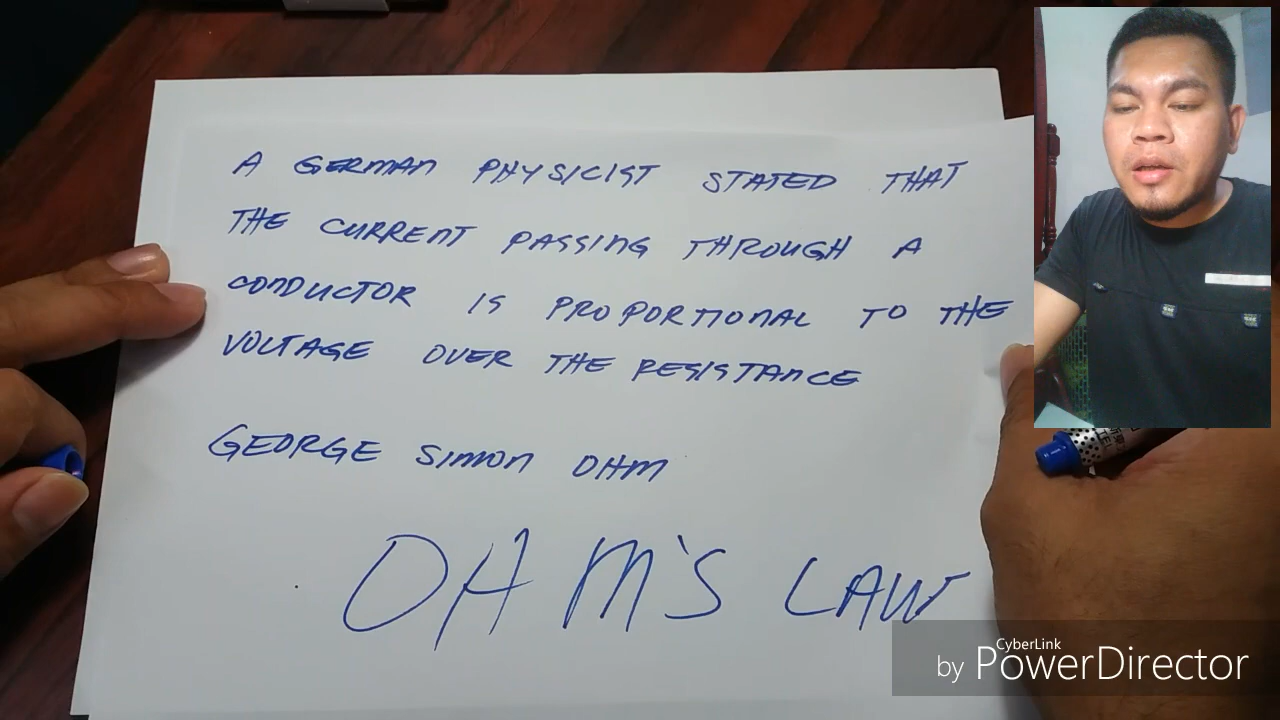 A GERMAN PHYSICIST STATED THAT
THE CURRENT PASSING THROUGH A
CONDUCTOR IS PROPORTIONAL TO THE
VOLTAGE OVER THE RESISTANCE
GEORGE SIMON OHM
OHM'S LAW
CyberLink
by PowerDirector